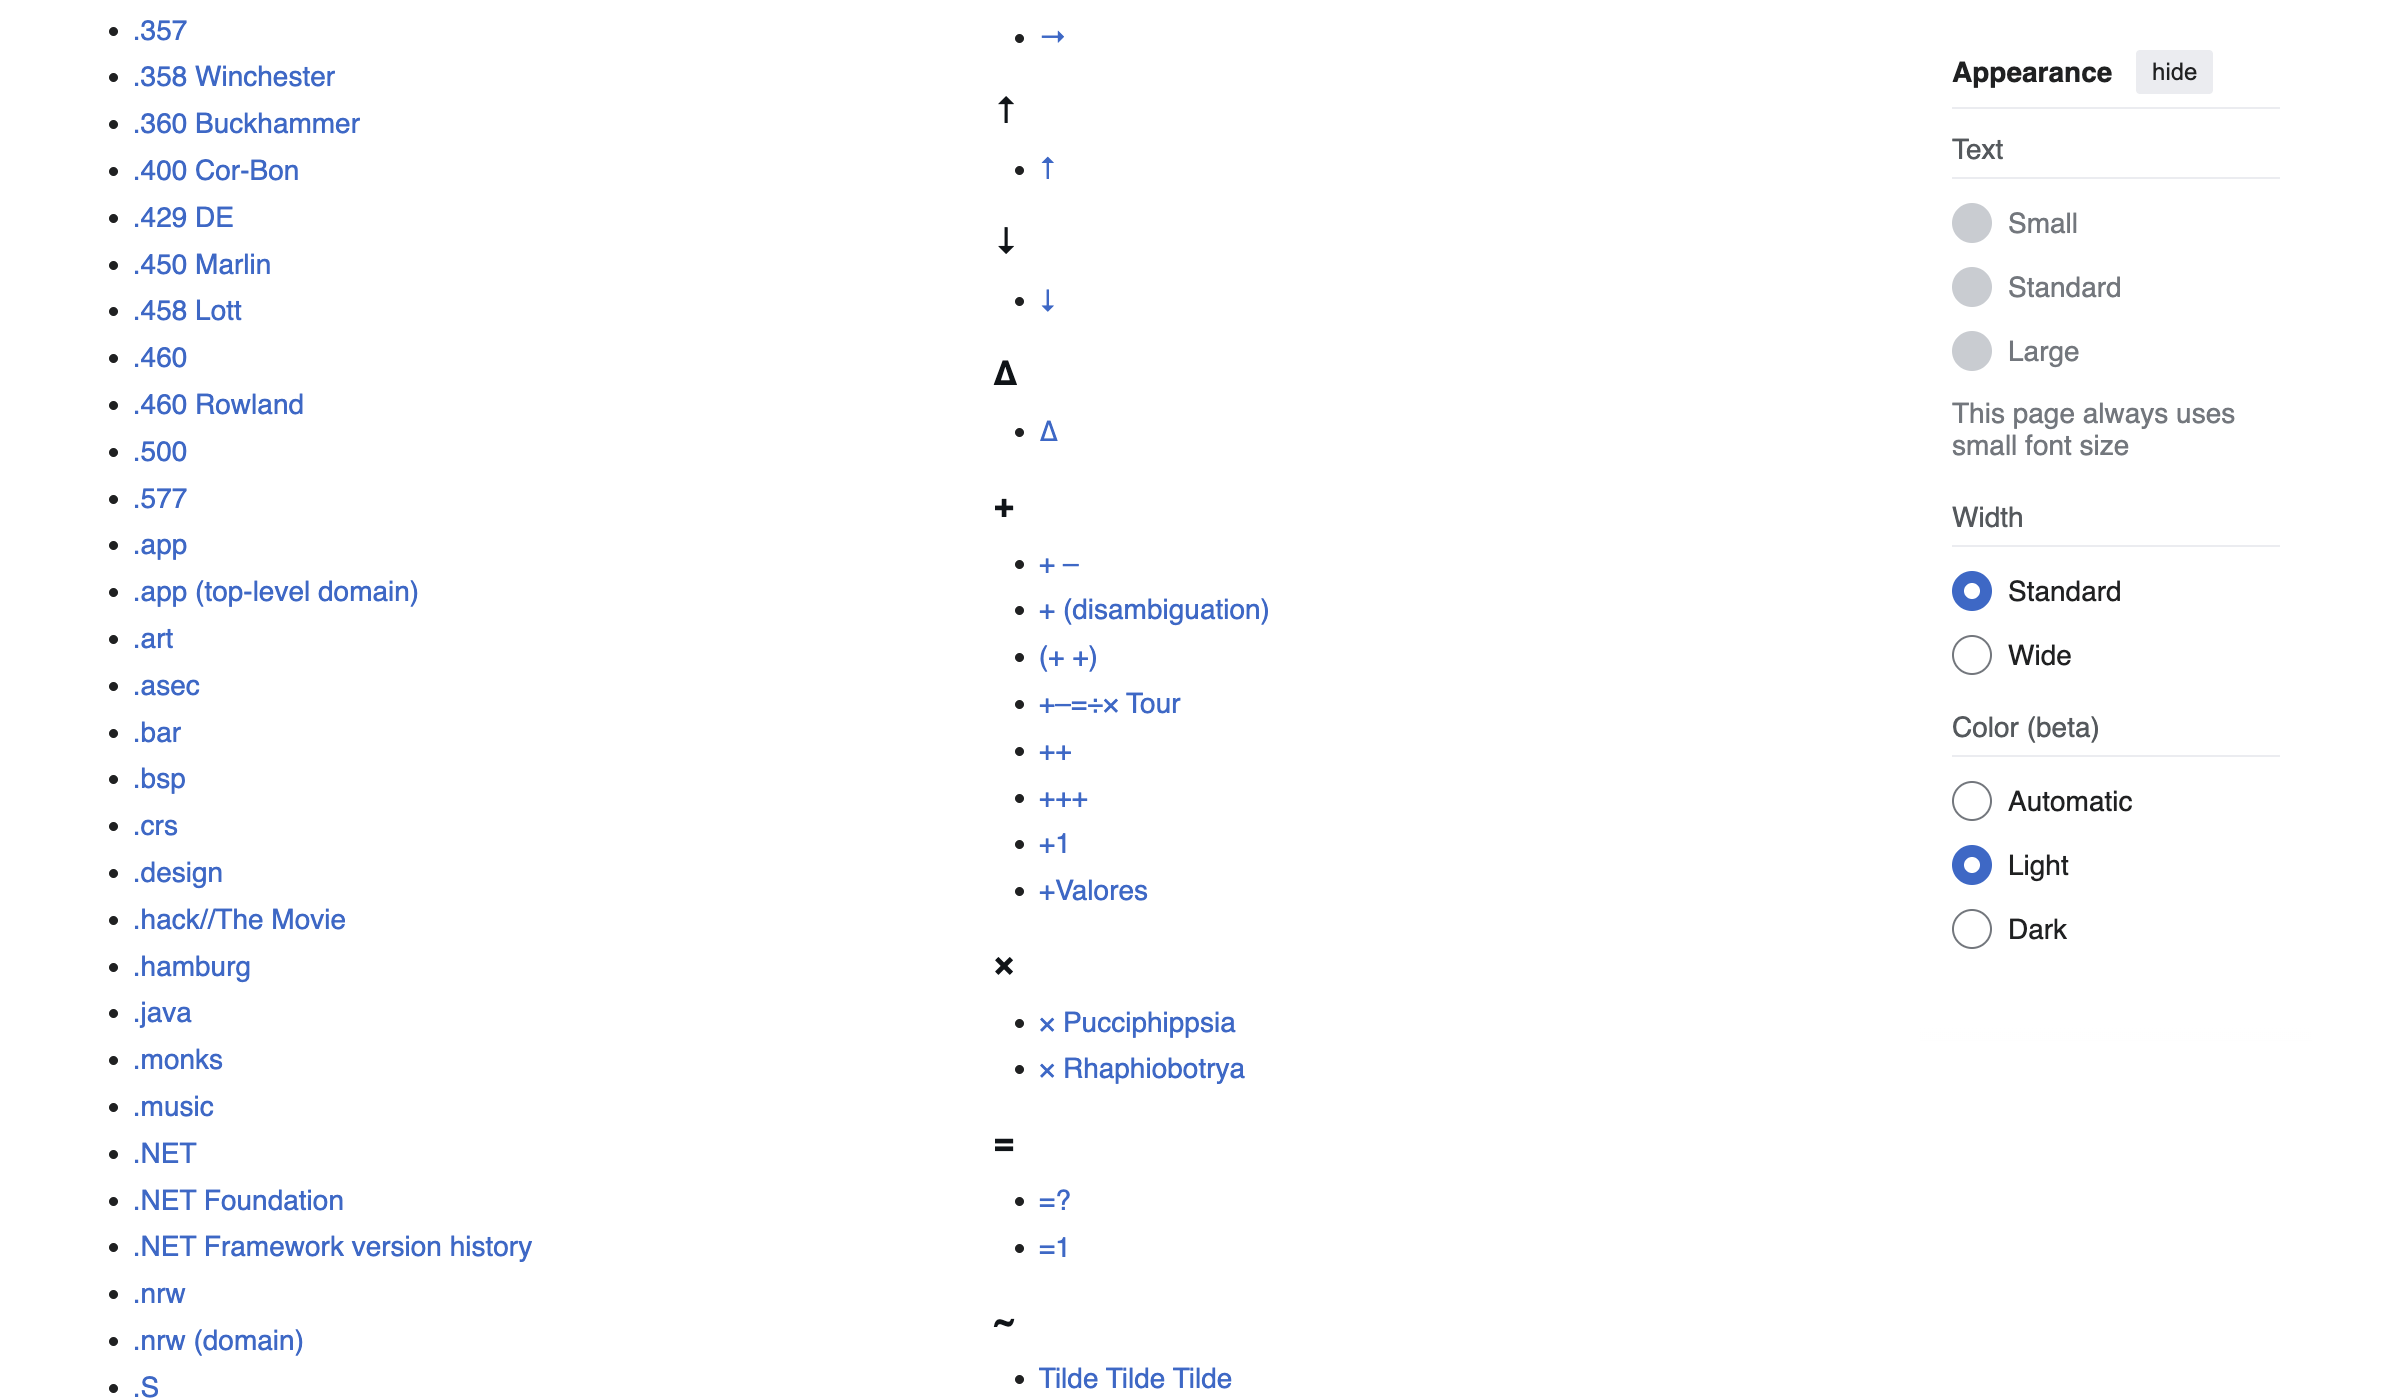 .357
.358 Winchester
.360 Buckhammer
.400 Cor-Bon
.429 DE
.450 Marlin
.458 Lott
.460
.460 Rowland
.500
.577
.app
.app (top-level domain)
.art
.asec
.bar
.bsp
.crs
.design
.hack//The Movie
.hamburg
.java
.monks
.music
.NET
.NET Foundation
.NET Framework version history
.nrw
.nrw (domain)
.S
→
↑
↑
↓
↓
Δ
Δ
+
+ −
+ (disambiguation)
(+ +)
+−=÷× Tour
++
+++
+1
+Valores
×
× Pucciphippsia
× Rhaphiobotrya
=
=?
=1
~
Tilde Tilde Tilde
Appearance hide
Text
Small
Standard
Large
This page always uses
small font size
Width
Standard
Wide
Color (beta)
Automatic
Light
Dark